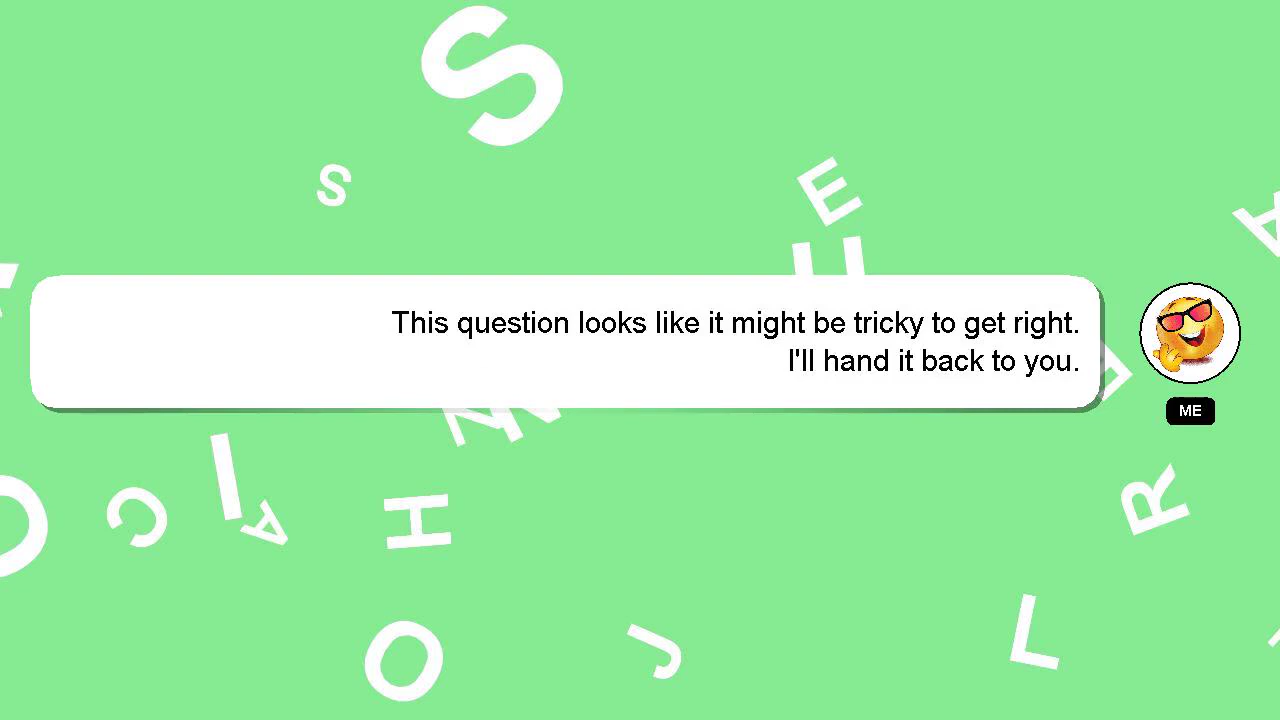 This question looks like it might be tricky to get right.
I'll hand it back to you.
ME